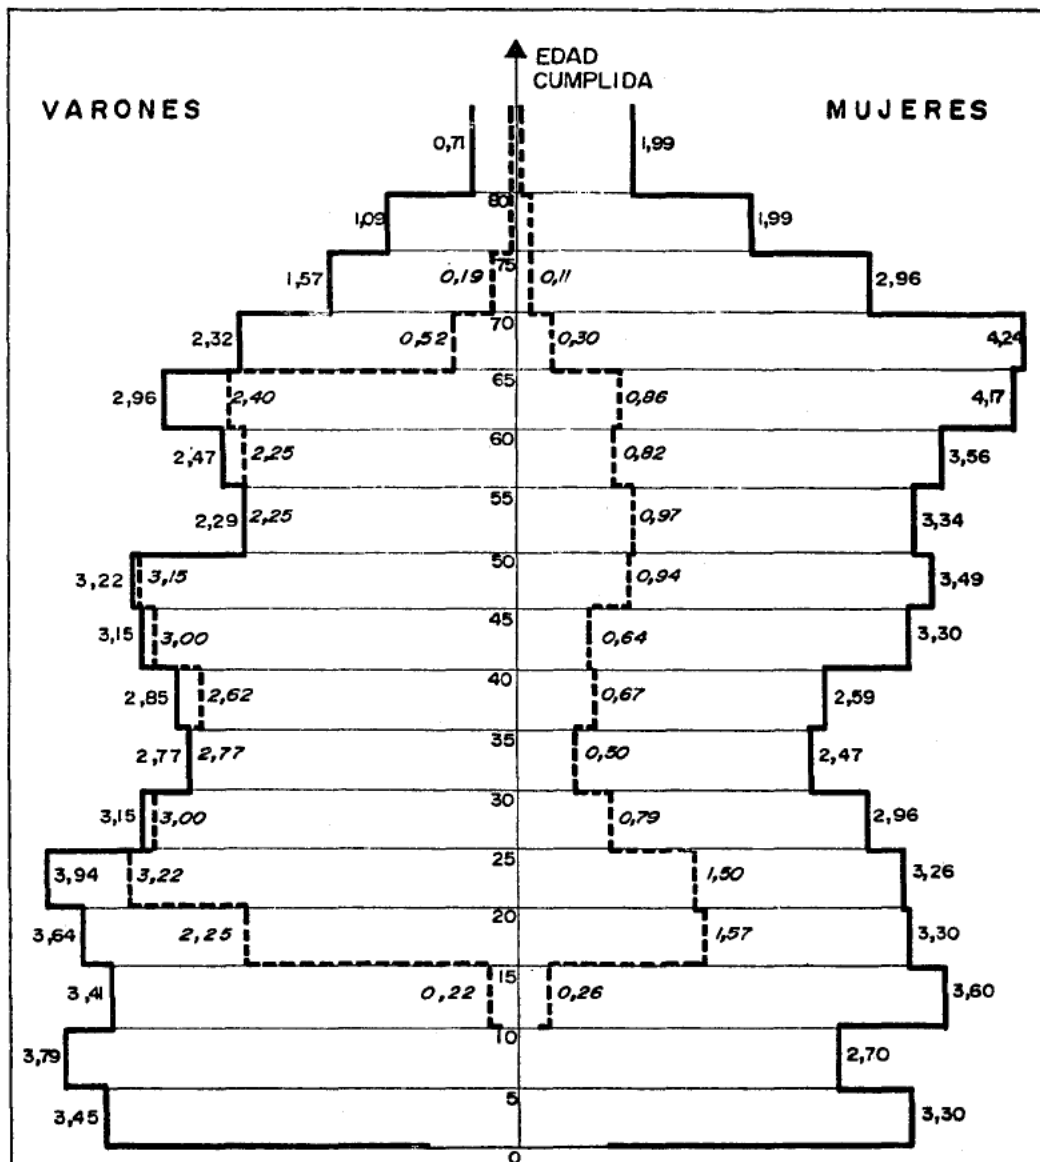 EDAD
CUMPLIDA
VARONES MUJERES
0,71 1,99
80
1,09 1,99
75
1,57 0,19 0,11 2,96
70
2,32 0,52 0,30 4,24
65
2,96 2,40 0,86 4,17
60
2,47 2,25 0,82 3,56
55
2,29 2,25 0,97 3,34
50
3,22 3,15 0,94 3,49
45
3,15 3,00 0,64 3,30
40
2,85 2,62 0,67 2,59
35
2,77 2,77 0,50 2,47
30
3,15 3,00 0,79 2,96
25
3,94 3,22 1,50 3,26
20
3,64 2,25 1,57 3,30
15
3,41 0,22 0,26 3,60
10
3,79 2,70
5
3,45 3,30
0